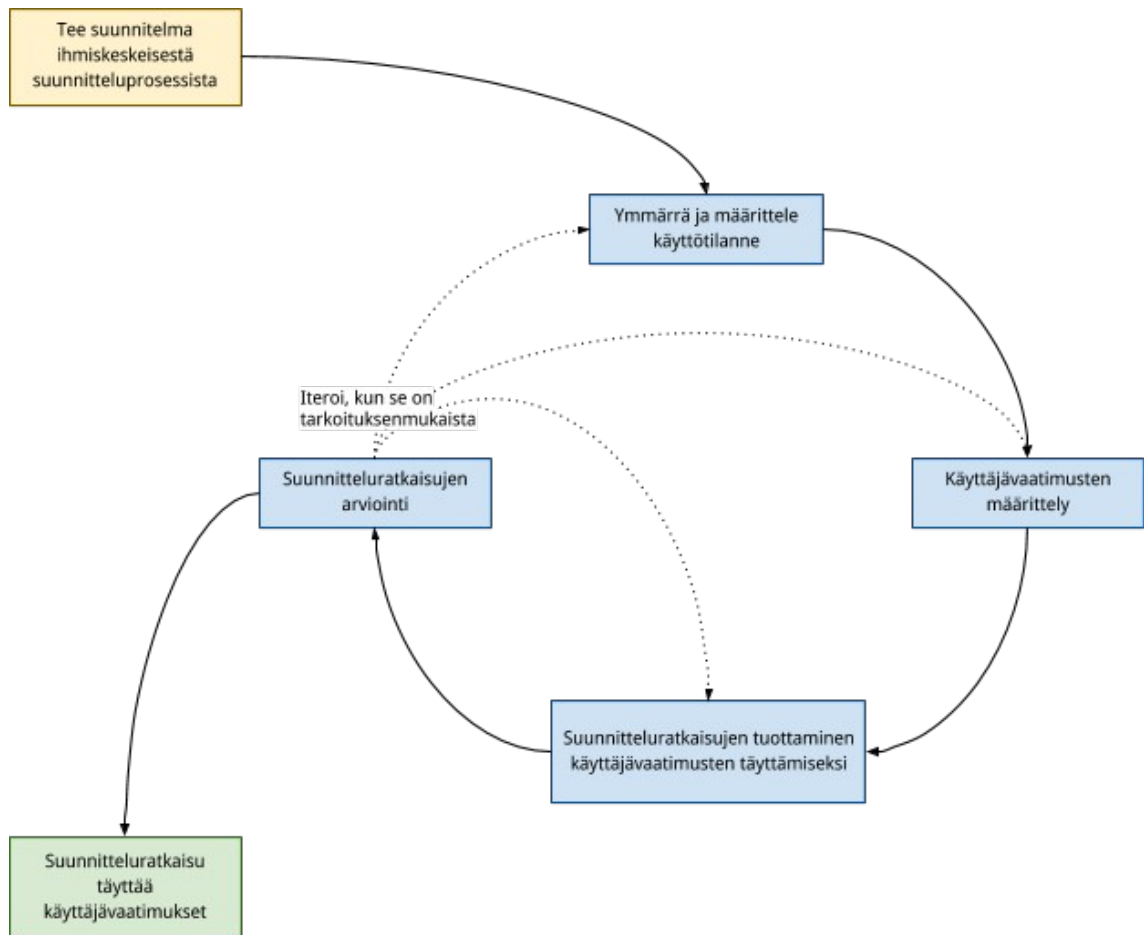 Tee suunnitelma
ihmiskeskeisestä
suunnitteluprosessista
Ymmärrä ja määrittele
käyttötilanne
Iteroi, kun se on
tarkoituksenmukaista
Suunnitteluratkaisujen
arviointi
Käyttäjävaatimusten
määrittely
Suunnitteluratkaisujen tuottaminen
käyttäjävaatimusten täyttämiseksi
Suunnitteluratkaisu
täyttää
käyttäjävaatimukset